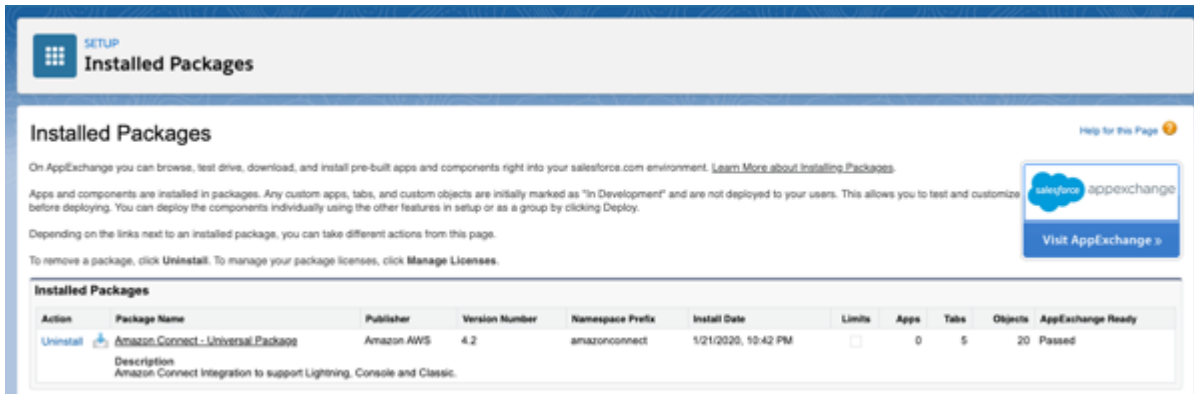 SETUP
Installed Packages
Installed Packages
Help for this Page ?
On AppExchange you can browse, test drive, download, and install pre-built apps and components right into your salesforce.com environment. Learn More about Installing Packages.
Apps and components are installed in packages. Any custom apps, tabs, and custom objects are initially marked as "In Development" and are not deployed to your users. This allows you to test and customize
before deploying. You can deploy the components individually using the other features in setup or as a group by clicking Deploy.
salesforce appexchange
Depending on the links next to an installed package, you can take different actions from this page.
Visit AppExchange »
To remove a package, click Uninstall. To manage your package licenses, click Manage Licenses.
Installed Packages
Action Package Name Publisher Version Number Namespace Prefix Install Date Limits Apps Tabs Objects AppExchange Ready
Uninstall Amazon Connect - Universal Package Amazon AWS 4.2 amazonconnect 1/21/2020, 10:42 PM 0 5 20 Passed
Description
Amazon Connect Integration to support Lightning, Console and Classic.